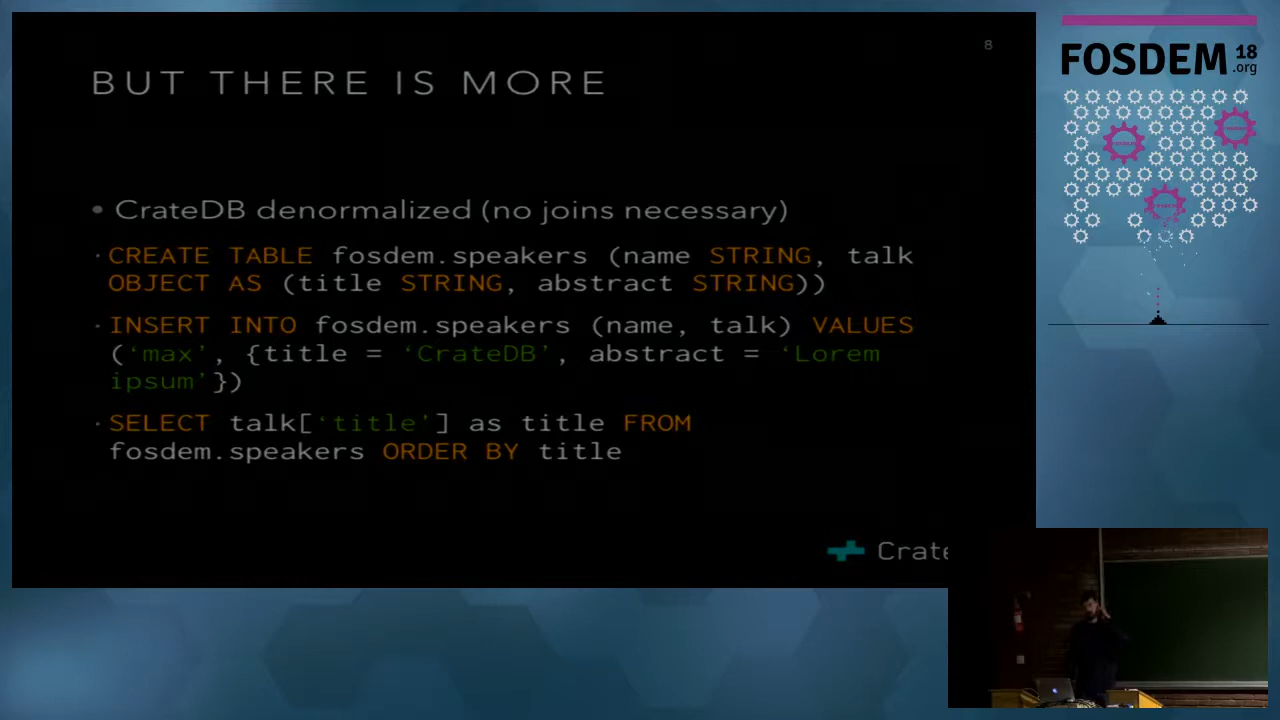 8
BUT THERE IS MORE
• CrateDB denormalized (no joins necessary)
· CREATE TABLE fosdem.speakers (name STRING, talk
OBJECT AS (title STRING, abstract STRING))
· INSERT INTO fosdem.speakers (name, talk) VALUES
(‘max’, {title = ‘CrateDB’, abstract = ‘Lorem
ipsum’})
· SELECT talk[‘title’] as title FROM
fosdem.speakers ORDER BY title
Crate
FOSDEM 18
.org